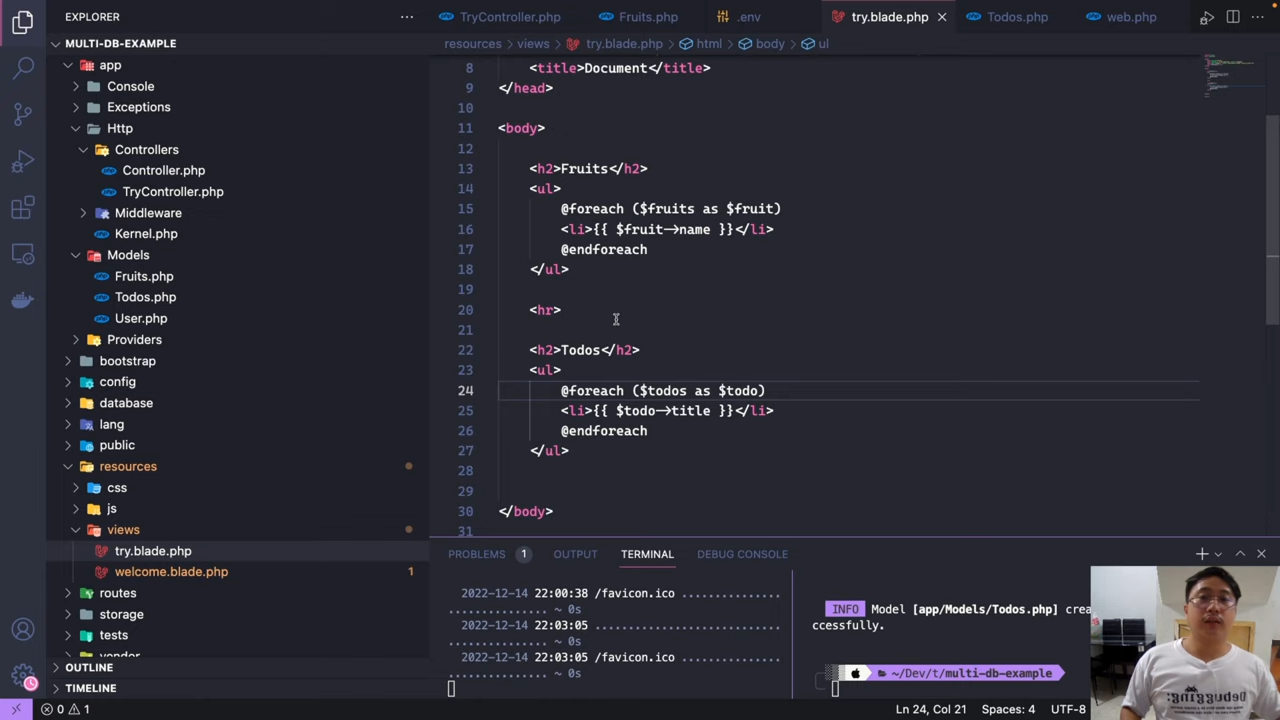 EXPLORER
MULTI-DB-EXAMPLE
app
Console
Exceptions
Http
Controllers
Controller.php
TryController.php
Middleware
Kernel.php
Models
Fruits.php
Todos.php
User.php
Providers
bootstrap
config
database
lang
public
resources
css
js
views
try.blade.php
welcome.blade.php 1
routes
storage
tests
vendor
OUTLINE
TIMELINE
TryController.php Fruits.php .env try.blade.php Todos.php web.php
resources > views > try.blade.php > html > body > ul
8 <title>Document</title>
9 </head>
10
11 <body>
12
13 <h2>Fruits</h2>
14 <ul>
15 @foreach ($fruits as $fruit)
16 <li>{{ $fruit->name }}</li>
17 @endforeach
18 </ul>
19
20 <hr>
21
22 <h2>Todos</h2>
23 <ul>
24 @foreach ($todos as $todo)
25 <li>{{ $todo->title }}</li>
26 @endforeach
27 </ul>
28
29
30 </body>
31
PROBLEMS 1 OUTPUT TERMINAL DEBUG CONSOLE
2022-12-14 22:00:38 /favicon.ico ...............
.............. ~ 0s
2022-12-14 22:03:05 ...............
.............. ~ 0s
2022-12-14 22:03:05 /favicon.ico ...............
.............. ~ 0s
INFO Model [app/Models/Todos.php] crea
ccessfully.
~/Dev/t/multi-db-example
0 1 Ln 24, Col 21 Spaces: 4 UTF-8